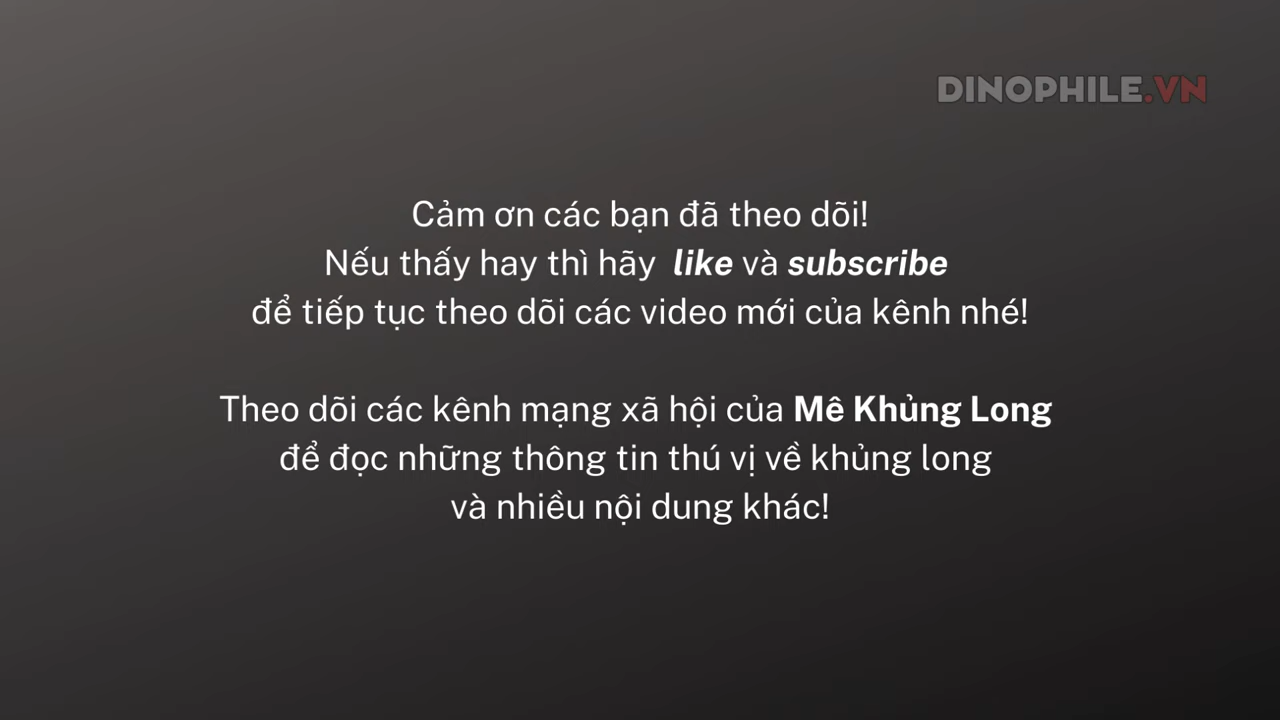 DINOPHILE.VN
Cảm ơn các bạn đã theo dõi!
Nếu thấy hay thì hãy like và subscribe
để tiếp tục theo dõi các video mới của kênh nhé!
Theo dõi các kênh mạng xã hội của Mê Khủng Long
để đọc những thông tin thú vị về khủng long
và nhiều nội dung khác!